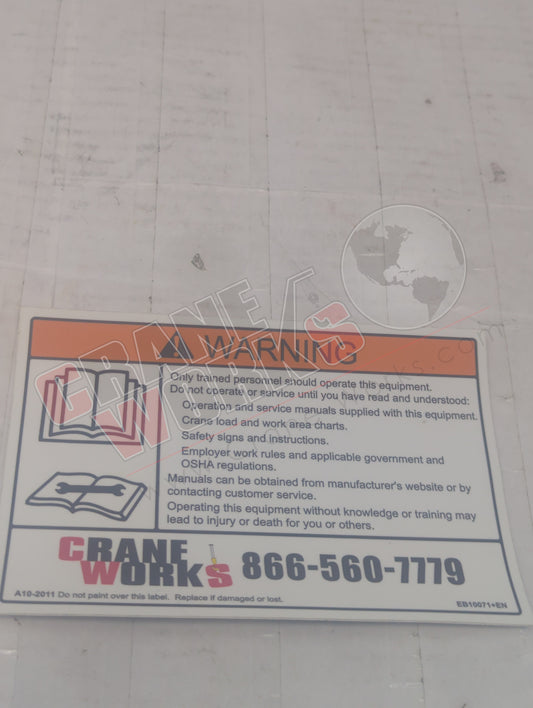 WARNING
Only trained personnel should operate this equipment.
Do not operate or service until you have read and understood:
Operation and service manuals supplied with this equipment.
Crane load and work area charts.
Safety signs and instructions.
Employer work rules and applicable government and
OSHA regulations.
Manuals can be obtained from manufacturer's website or by
contacting customer service.
Operating this equipment without knowledge or training may
lead to injury or death for you or others.
CRANE
WORKS
866-560-7779
A10-2011 Do not paint over this label. Replace if damaged or lost.
EB10071•EN
CRANE
WORKS